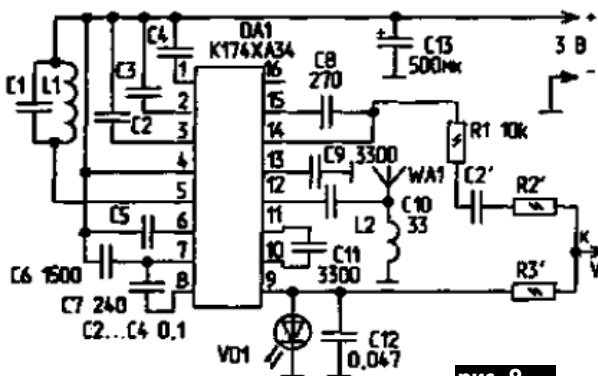 DA1
К174ХА34
C1
L1
C4
C3
C2
C5
C6 1500
C7 240
C2...C4 0,1
1
2
3
4
5
6
7
8
16
15
14
13
12
11
10
9
C8
270
C9 3300
WA1
C10
33
L2
C11
3300
VD1
C12
0,047
+
C13
500мк
+
3 В
-
R1 10k
C2'
R2'
R3'
К